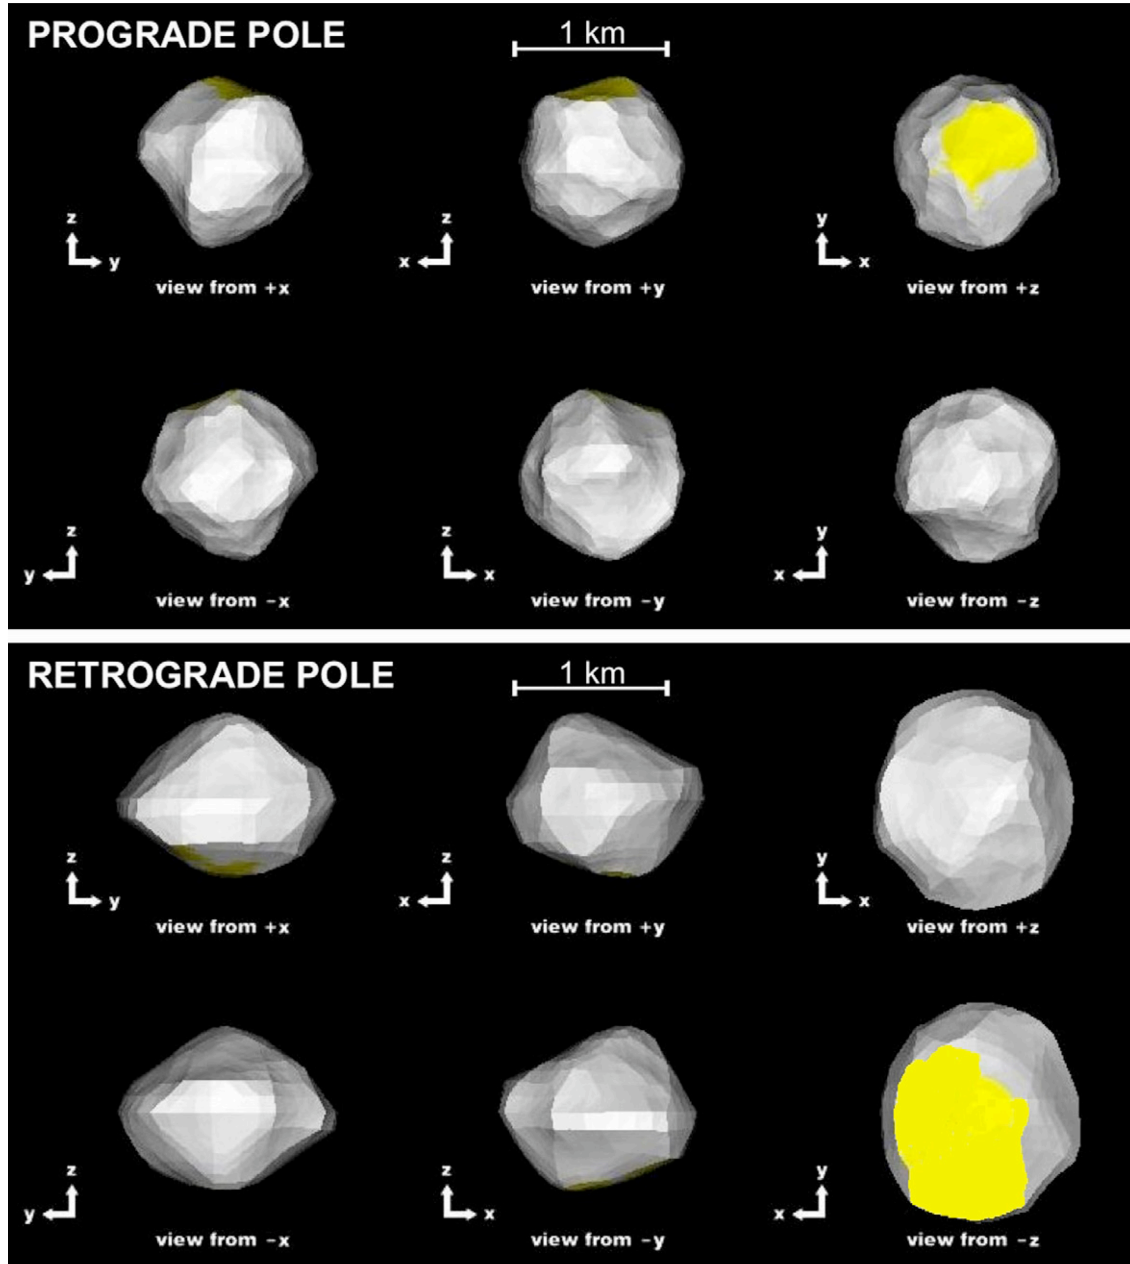 PROGRADE POLE
1 km
z
y
view from +x
z
x
view from +y
y
x
view from +z
z
y
view from -x
z
x
view from -y
y
x
view from -z
RETROGRADE POLE
1 km
z
y
view from +x
z
x
view from +y
y
x
view from +z
z
y
view from -x
z
x
view from -y
y
x
view from -z